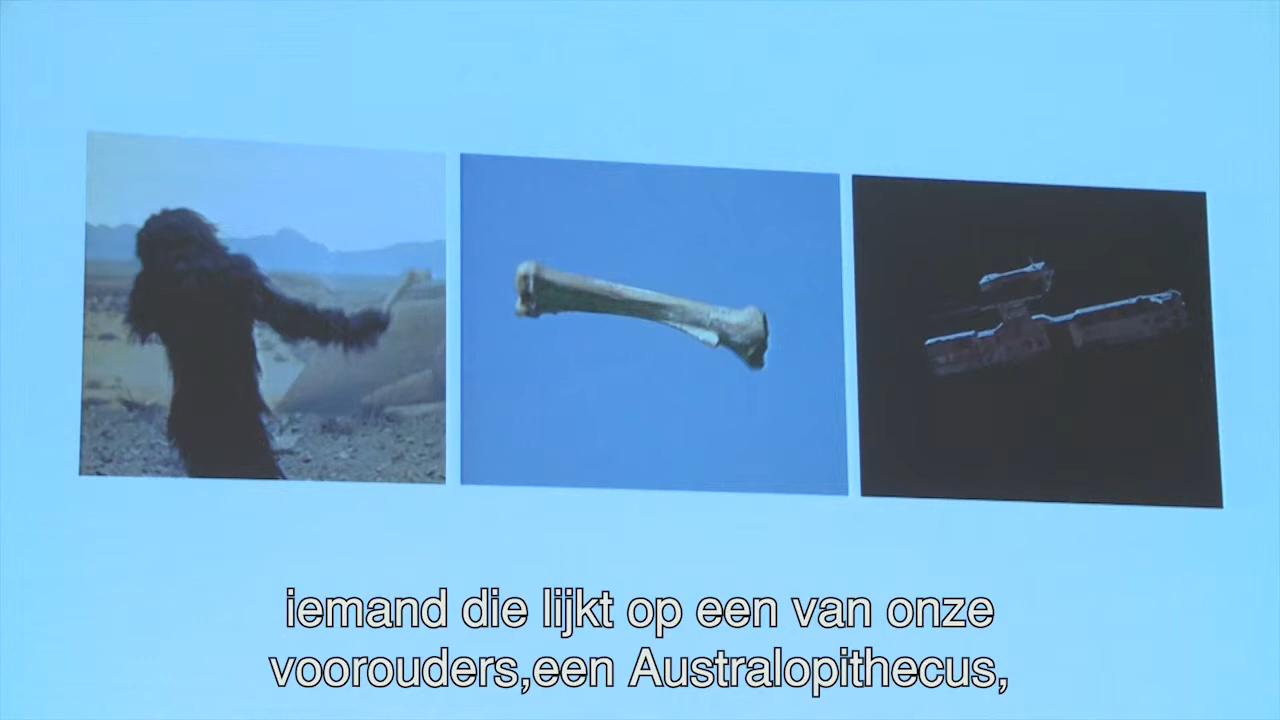 iemand die lijkt op een van onze
voorouders,een Australopithecus,